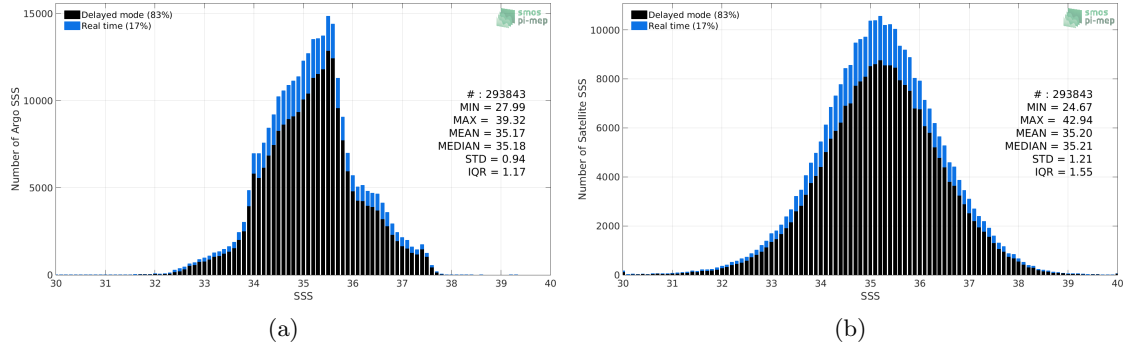 Delayed mode (83%)
Real time (17%)
smos
pi-mep
# : 293843
MIN = 27.99
MAX = 39.32
MEAN = 35.17
MEDIAN = 35.18
STD = 0.94
IQR = 1.17
Number of Argo SSS
15000
10000
5000
0
30 31 32 33 34 35 36 37 38 39 40
SSS
(a)
Delayed mode (83%)
Real time (17%)
smos
pi-mep
# : 293843
MIN = 24.67
MAX = 42.94
MEAN = 35.20
MEDIAN = 35.21
STD = 1.21
IQR = 1.55
Number of Satellite SSS
10000
8000
6000
4000
2000
0
30 31 32 33 34 35 36 37 38 39 40
SSS
(b)